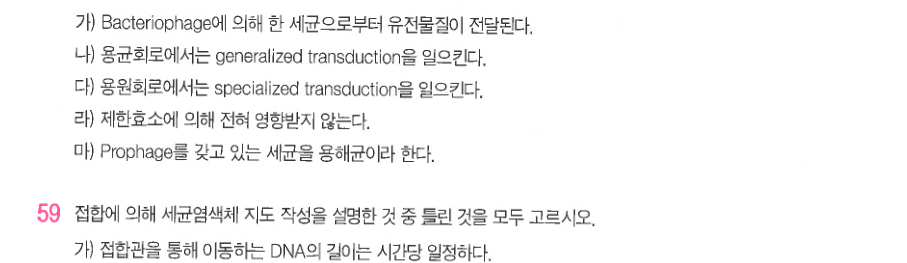 가) Bacteriophage에 의해 한 세균으로부터 유전물질이 전달된다.
나) 용균회로에서는 generalized transduction을 일으킨다.
다) 용원회로에서는 specialized transduction을 일으킨다.
라) 제한효소에 의해 전혀 영향받지 않는다.
마) Prophage를 갖고 있는 세균을 용해균이라 한다.
59 접합에 의해 세균염색체 지도 작성을 설명한 것 중 틀린 것을 모두 고르시오.
가) 접합관을 통해 이동하는 DNA의 길이는 시간당 일정하다.